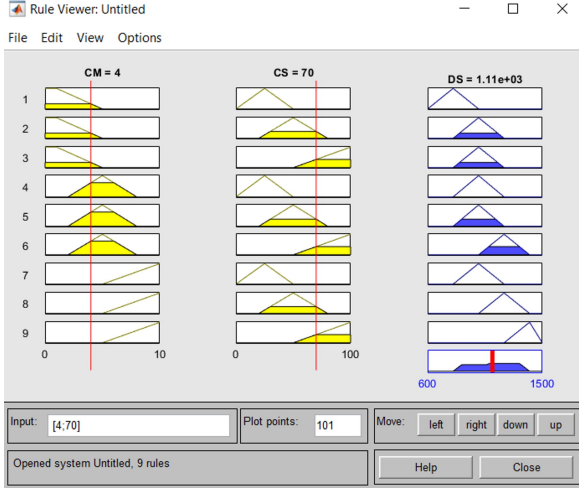 Rule Viewer: Untitled
File Edit View Options
CM = 4 CS = 70 DS = 1.11e+03
1
2
3
4
5
6
7
8
9
0 10 0 100
600 1500
Input: [4;70] Plot points: 101 Move: left right down up
Opened system Untitled, 9 rules Help Close